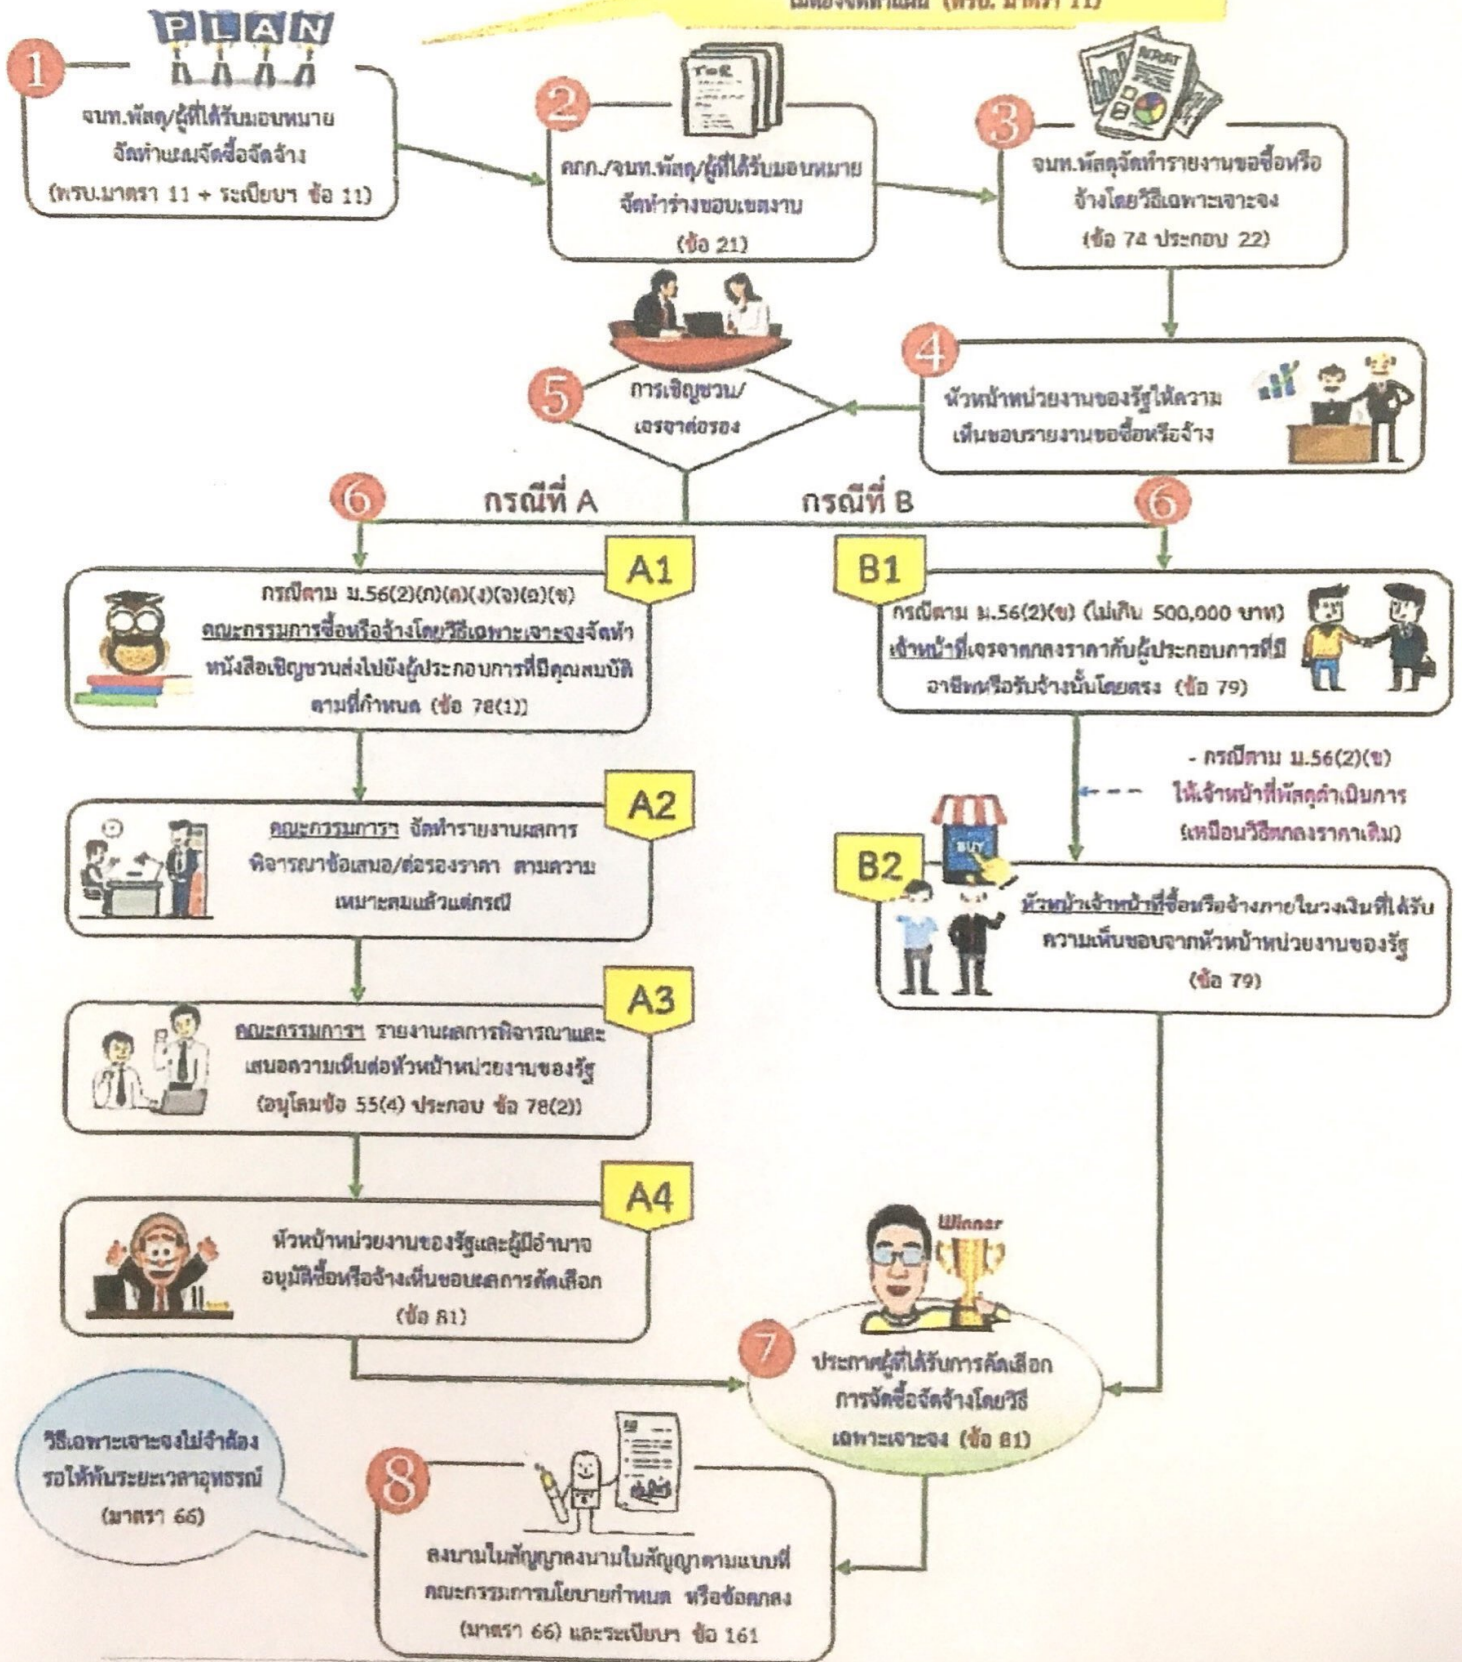 ไม่ต้องจัดทำแผน (พรบ. มาตรา 11)
PLAN
1
จนท.พัสดุ/ผู้ที่ได้รับมอบหมาย
จัดทำแผนจัดซื้อจัดจ้าง
(พรบ.มาตรา 11 + ระเบียบฯ ข้อ 11)
2
TOR
คกก./จนท.พัสดุ/ผู้ที่ได้รับมอบหมาย
จัดทำร่างขอบเขตงาน
(ข้อ 21)
3
จนท.พัสดุจัดทำรายงานขอซื้อหรือ
จ้างโดยวิธีเฉพาะเจาะจง
(ข้อ 74 ประกอบ 22)
4
หัวหน้าหน่วยงานของรัฐให้ความ
เห็นชอบรายงานขอซื้อหรือจ้าง
5
การเชิญชวน/
เจรจาต่อรอง
6
กรณีที่ A
กรณีที่ B
6
A1
กรณีตาม ม.56(2)(ก)(ค)(ง)(จ)(ฉ)(ช)
คณะกรรมการซื้อหรือจ้างโดยวิธีเฉพาะเจาะจงจัดทำ
หนังสือเชิญชวนส่งไปยังผู้ประกอบการที่มีคุณสมบัติ
ตามที่กำหนด (ข้อ 78(1))
B1
กรณีตาม ม.56(2)(ข) (ไม่เกิน 500,000 บาท)
เจ้าหน้าที่เจรจาตกลงราคากับผู้ประกอบการที่มี
อาชีพหรือรับจ้างนั้นโดยตรง (ข้อ 79)
- กรณีตาม ม.56(2)(ข)
ให้เจ้าหน้าที่พัสดุดำเนินการ
(เหมือนวิธีตกลงราคาเดิม)
A2
คณะกรรมการฯ จัดทำรายงานผลการ
พิจารณาข้อเสนอ/ต่อรองราคา ตามความ
เหมาะสมแล้วแต่กรณี
B2
BUY
หัวหน้าเจ้าหน้าที่ซื้อหรือจ้างภายในวงเงินที่ได้รับ
ความเห็นชอบจากหัวหน้าหน่วยงานของรัฐ
(ข้อ 79)
A3
คณะกรรมการฯ รายงานผลการพิจารณาและ
เสนอความเห็นต่อหัวหน้าหน่วยงานของรัฐ
(อนุโลมข้อ 55(4) ประกอบ ข้อ 78(2))
A4
หัวหน้าหน่วยงานของรัฐและผู้มีอำนาจ
อนุมัติซื้อหรือจ้างเห็นชอบผลการคัดเลือก
(ข้อ 81)
Winner
7
ประกาศผู้ที่ได้รับการคัดเลือก
การจัดซื้อจัดจ้างโดยวิธี
เฉพาะเจาะจง (ข้อ 81)
วิธีเฉพาะเจาะจงไม่จำต้อง
รอให้พ้นระยะเวลาอุทธรณ์
(มาตรา 66)
8
ลงนามในสัญญาลงนามในสัญญาตามแบบที่
คณะกรรมการนโยบายกำหนด หรือข้อตกลง
(มาตรา 66) และระเบียบฯ ข้อ 161